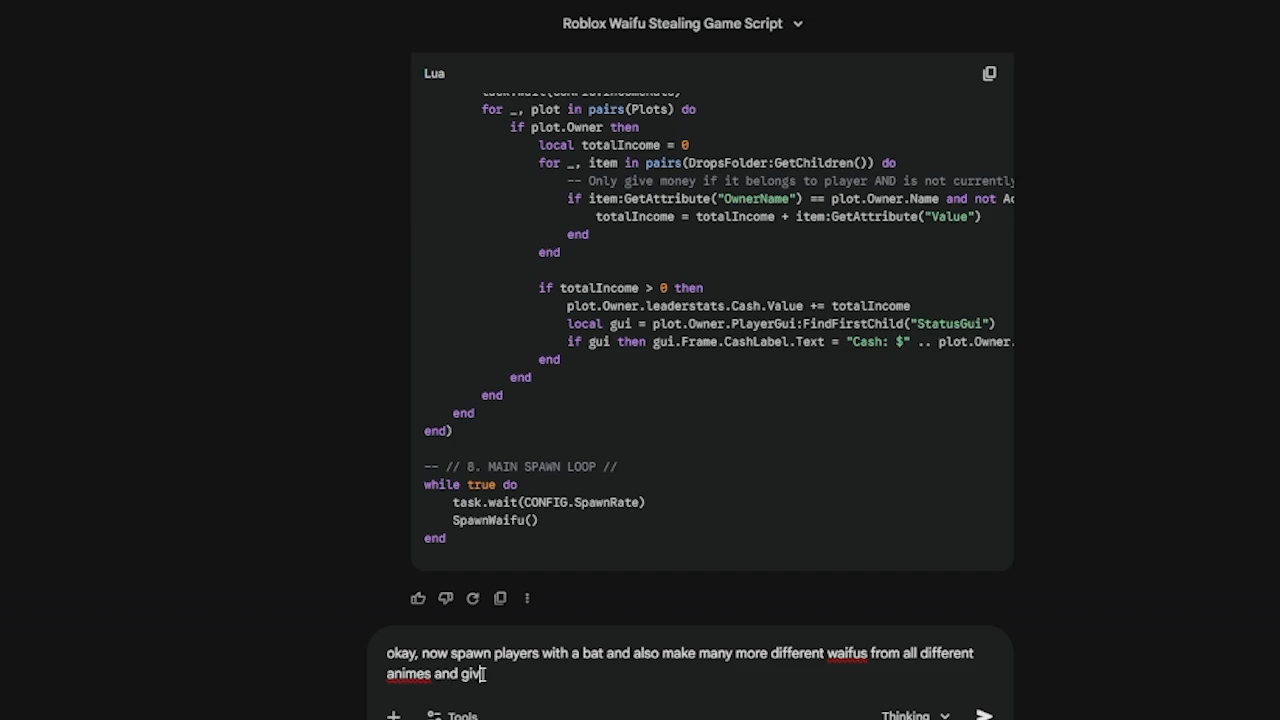 Roblox Waifu Stealing Game Script
Lua
for _, plot in pairs(Plots) do
if plot.Owner then
local totalIncome = 0
for _, item in pairs(DropsFolder:GetChildren()) do
-- Only give money if it belongs to player AND is not currently
if item:GetAttribute("OwnerName") == plot.Owner.Name and not Ac
totalIncome = totalIncome + item:GetAttribute("Value")
end
end
if totalIncome > 0 then
plot.Owner.leaderstats.Cash.Value += totalIncome
local gui = plot.Owner.PlayerGui:FindFirstChild("StatusGui")
if gui then gui.Frame.CashLabel.Text = "Cash: $" .. plot.Owner.
end
end
end
end
end)
-- // 8. MAIN SPAWN LOOP //
while true do
task.wait(CONFIG.SpawnRate)
SpawnWaifu()
end
okay, now spawn players with a bat and also make many more different waifus from all different
animes and giv
Tools
Thinking